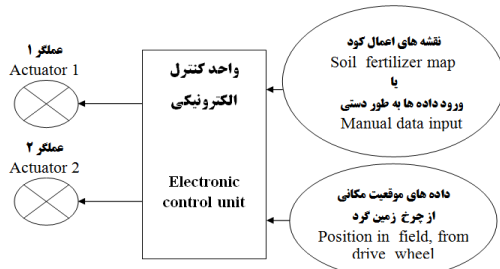 عملگر ۱
Actuator 1
عملگر ۲
Actuator 2
واحد کنترل
الکترونیکی
Electronic
control unit
نقشه های اعمال کود
Soil fertilizer map
یا
ورود داده ها به طور دستی
Manual data input
داده های موقعیت مکانی
از چرخ زمین گرد
Position in field, from
drive wheel